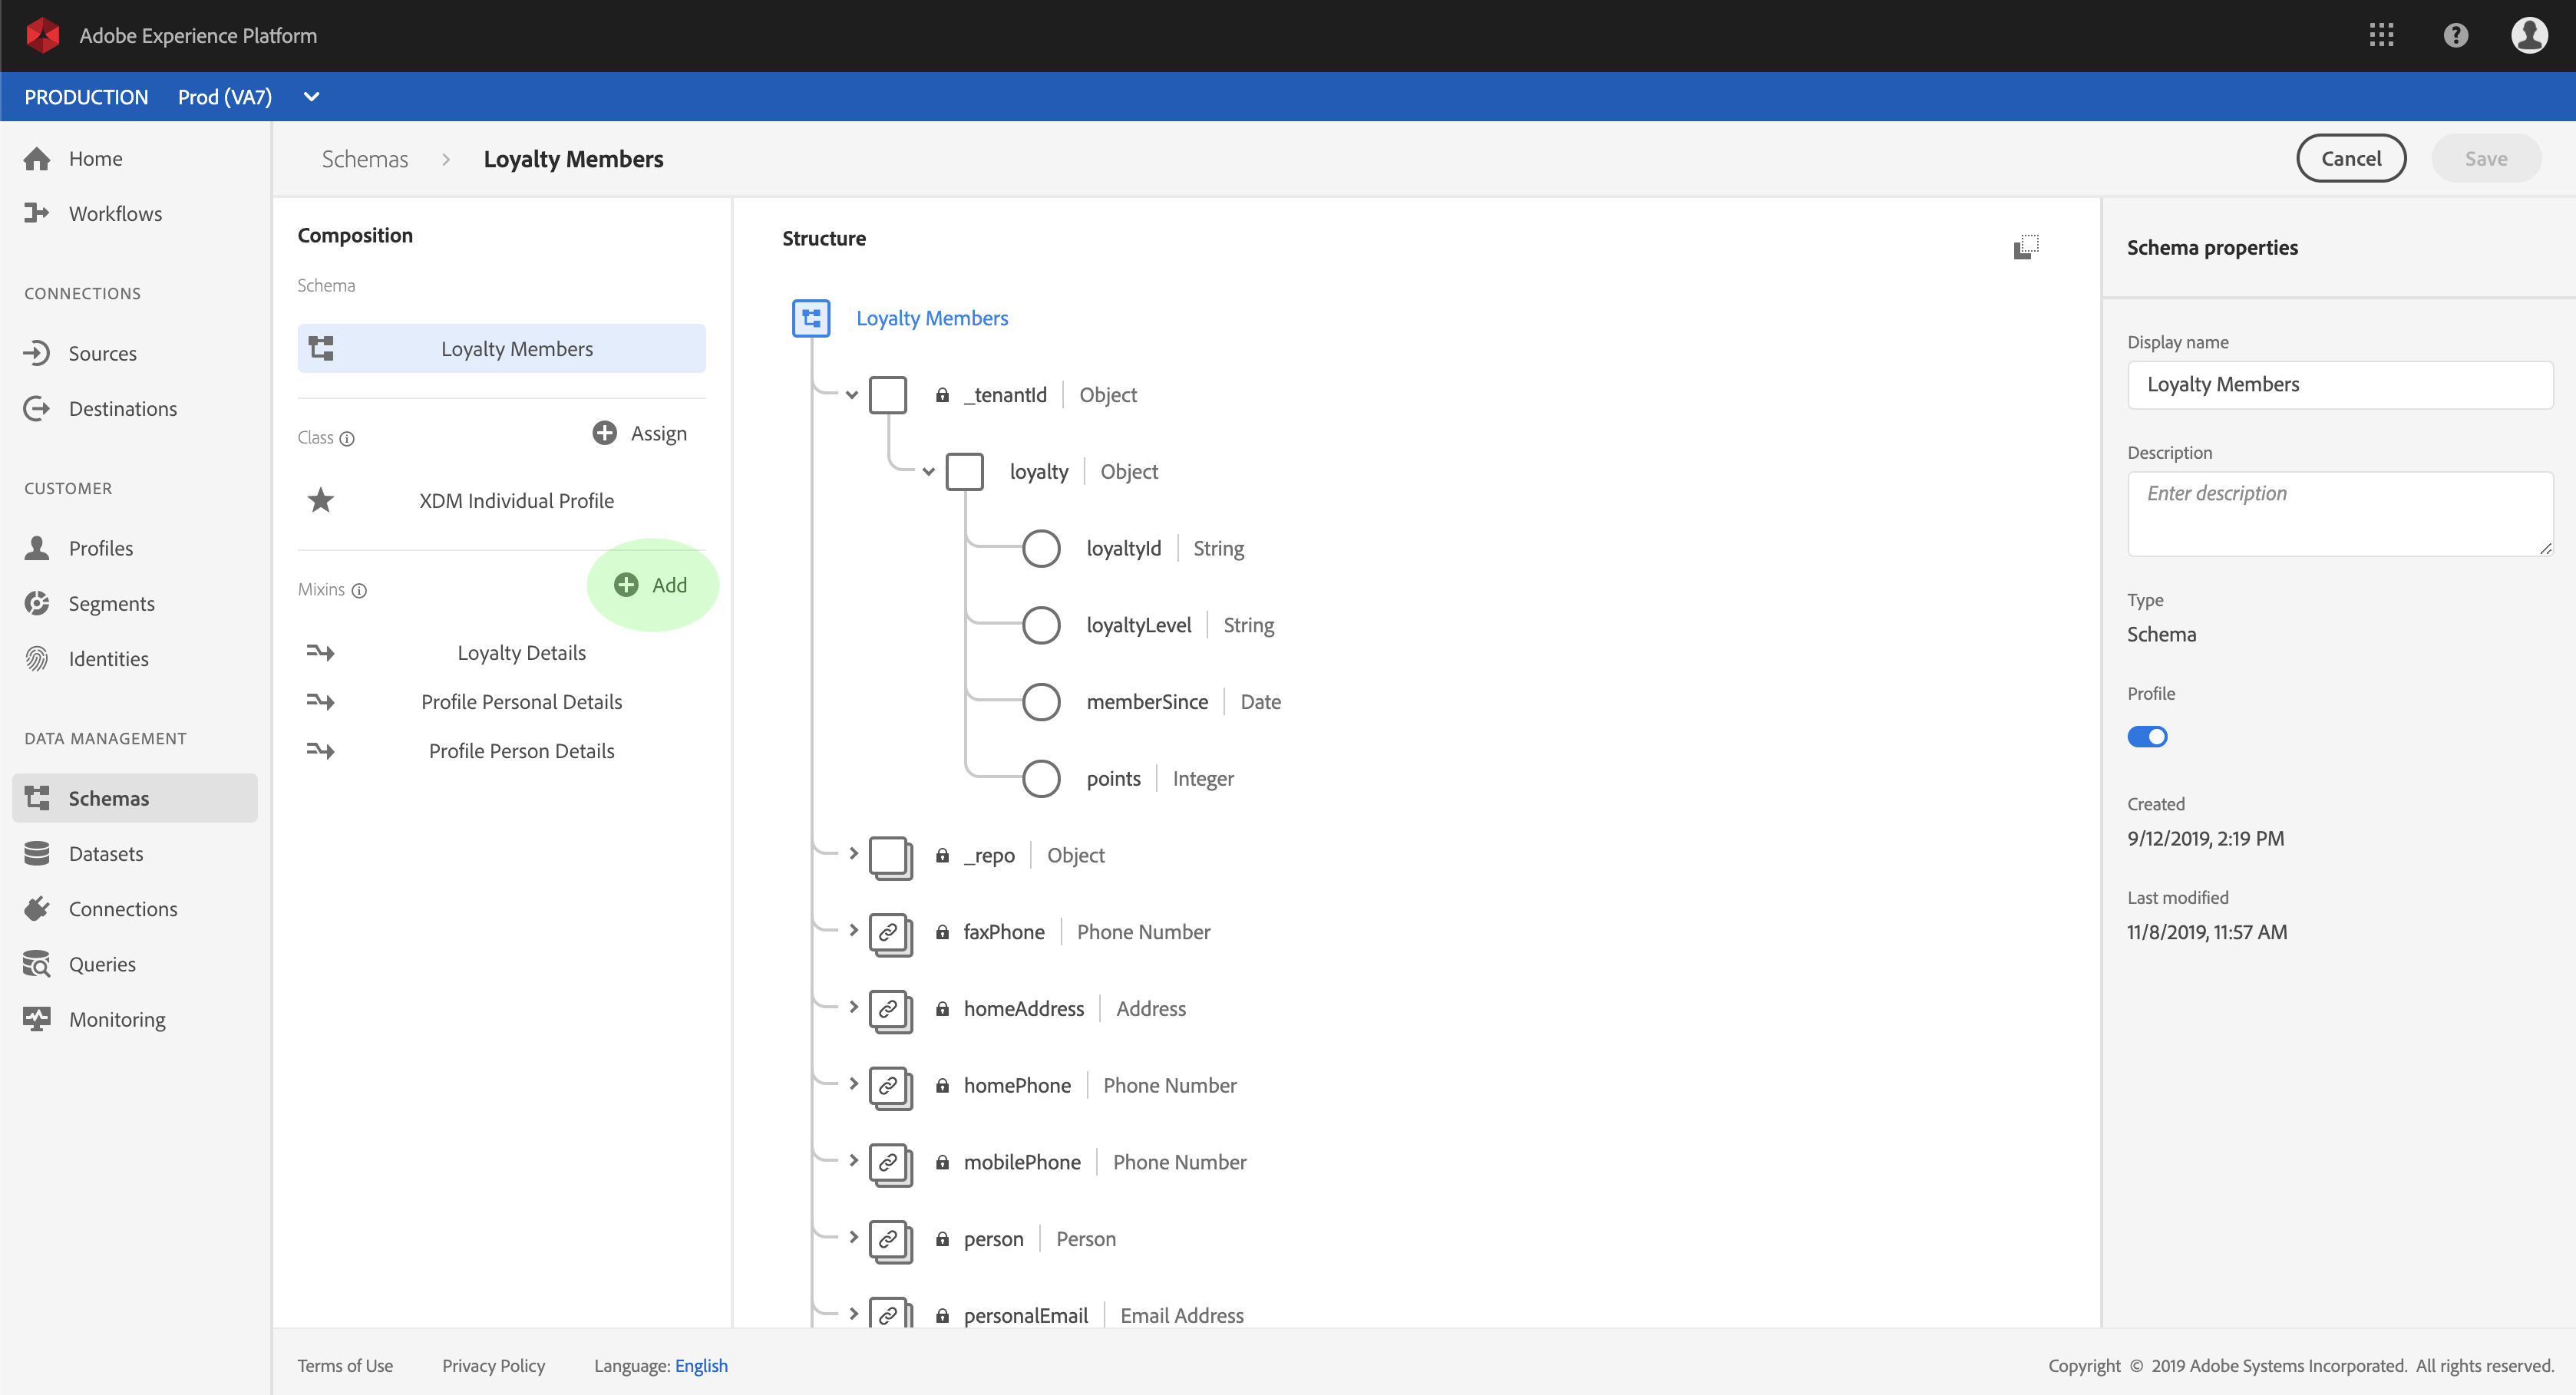 Adobe Experience Platform
PRODUCTION Prod (VA7)
Home
Workflows
CONNECTIONS
Sources
Destinations
CUSTOMER
Profiles
Segments
Identities
DATA MANAGEMENT
Schemas
Datasets
Connections
Queries
Monitoring
Schemas > Loyalty Members
Cancel
Save
Composition
Schema
Loyalty Members
Class
Assign
XDM Individual Profile
Mixins
Add
Loyalty Details
Profile Personal Details
Profile Person Details
Structure
Loyalty Members
_tenantId | Object
loyalty | Object
loyaltyId | String
loyaltyLevel | String
memberSince | Date
points | Integer
_repo | Object
faxPhone | Phone Number
homeAddress | Address
homePhone | Phone Number
mobilePhone | Phone Number
person | Person
personalEmail | Email Address
Schema properties
Display name
Loyalty Members
Description
Enter description
Type
Schema
Profile
Created
9/12/2019, 2:19 PM
Last modified
11/8/2019, 11:57 AM
Terms of Use Privacy Policy Language: English
Copyright © 2019 Adobe Systems Incorporated. All rights reserved.